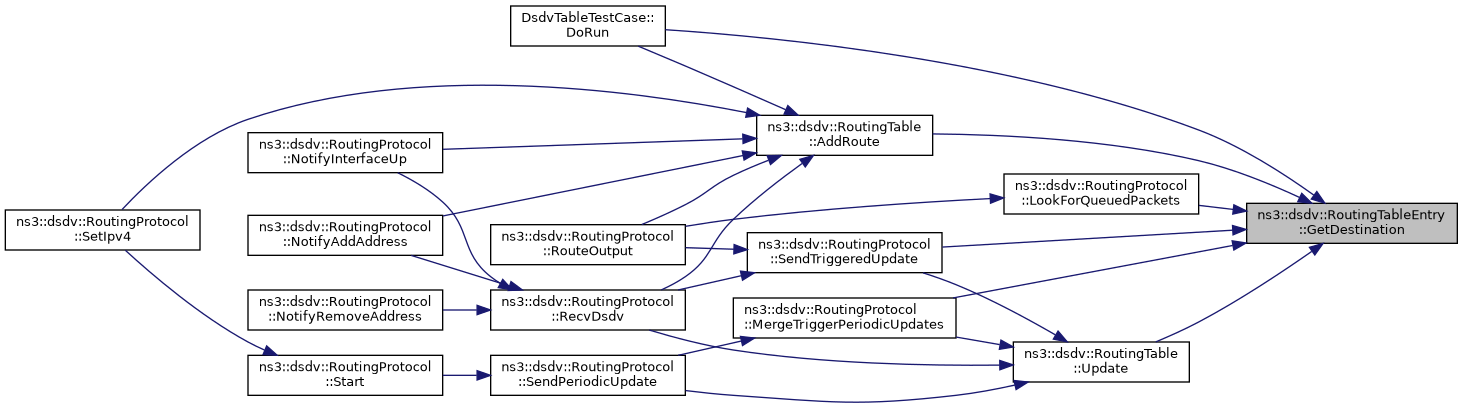 DsdvTableTestCase::
DoRun
ns3::dsdv::RoutingTable
::AddRoute
ns3::dsdv::RoutingProtocol
::NotifyInterfaceUp
ns3::dsdv::RoutingProtocol
::LookForQueuedPackets
ns3::dsdv::RoutingTableEntry
::GetDestination
ns3::dsdv::RoutingProtocol
::SetIpv4
ns3::dsdv::RoutingProtocol
::NotifyAddAddress
ns3::dsdv::RoutingProtocol
::RouteOutput
ns3::dsdv::RoutingProtocol
::SendTriggeredUpdate
ns3::dsdv::RoutingProtocol
::NotifyRemoveAddress
ns3::dsdv::RoutingProtocol
::RecvDsdv
ns3::dsdv::RoutingProtocol
::MergeTriggerPeriodicUpdates
ns3::dsdv::RoutingTable
::Update
ns3::dsdv::RoutingProtocol
::Start
ns3::dsdv::RoutingProtocol
::SendPeriodicUpdate